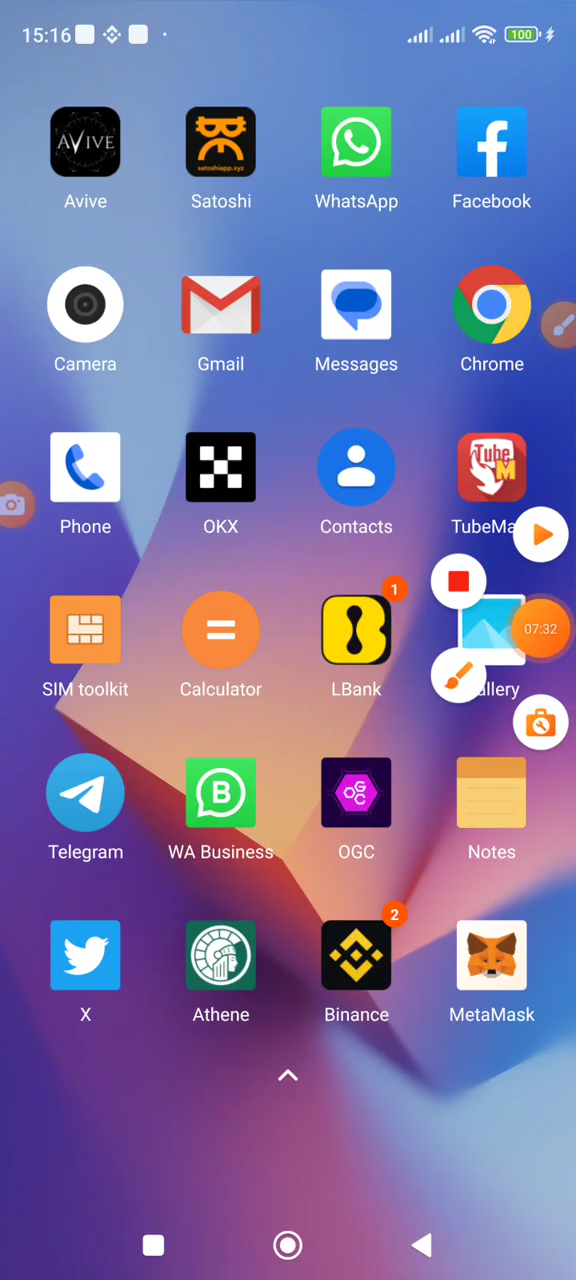 15:16
100
AVIVE
satoshiapp.xyz
Avive
Satoshi
WhatsApp
Facebook
Camera
Gmail
Messages
Chrome
Tube
M
Phone
OKX
Contacts
TubeMa
1
07:32
SIM toolkit
Calculator
LBank
allery
B
OGC
Telegram
WA Business
OGC
Notes
2
X
Athene
Binance
MetaMask